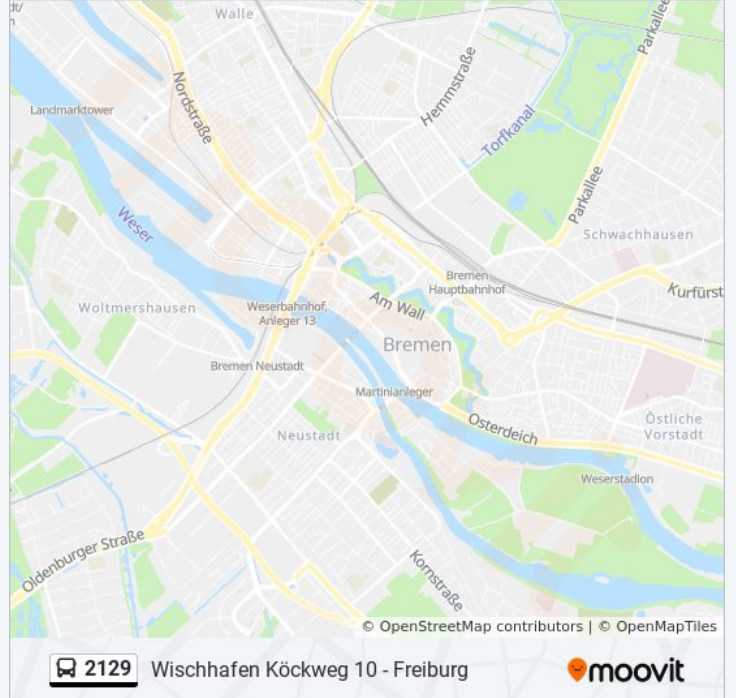 Walle
Parkallee
Hemmstraße
Nordstraße
Landmarktower
Torfkanal
Parkallee
Weser
Schwachhausen
Bremen
Hauptbahnhof
Kurfürst
Woltmershausen
Weserbahnhof,
Anleger 13
Am Wall
Bremen
Bremen Neustadt
Martinianleger
Osterdeich
Östliche
Vorstadt
Neustadt
Weserstadion
Oldenburger Straße
Kornstraße
© OpenStreetMap contributors | © OpenMapTiles
2129 Wischhafen Köckweg 10 - Freiburg
moovit